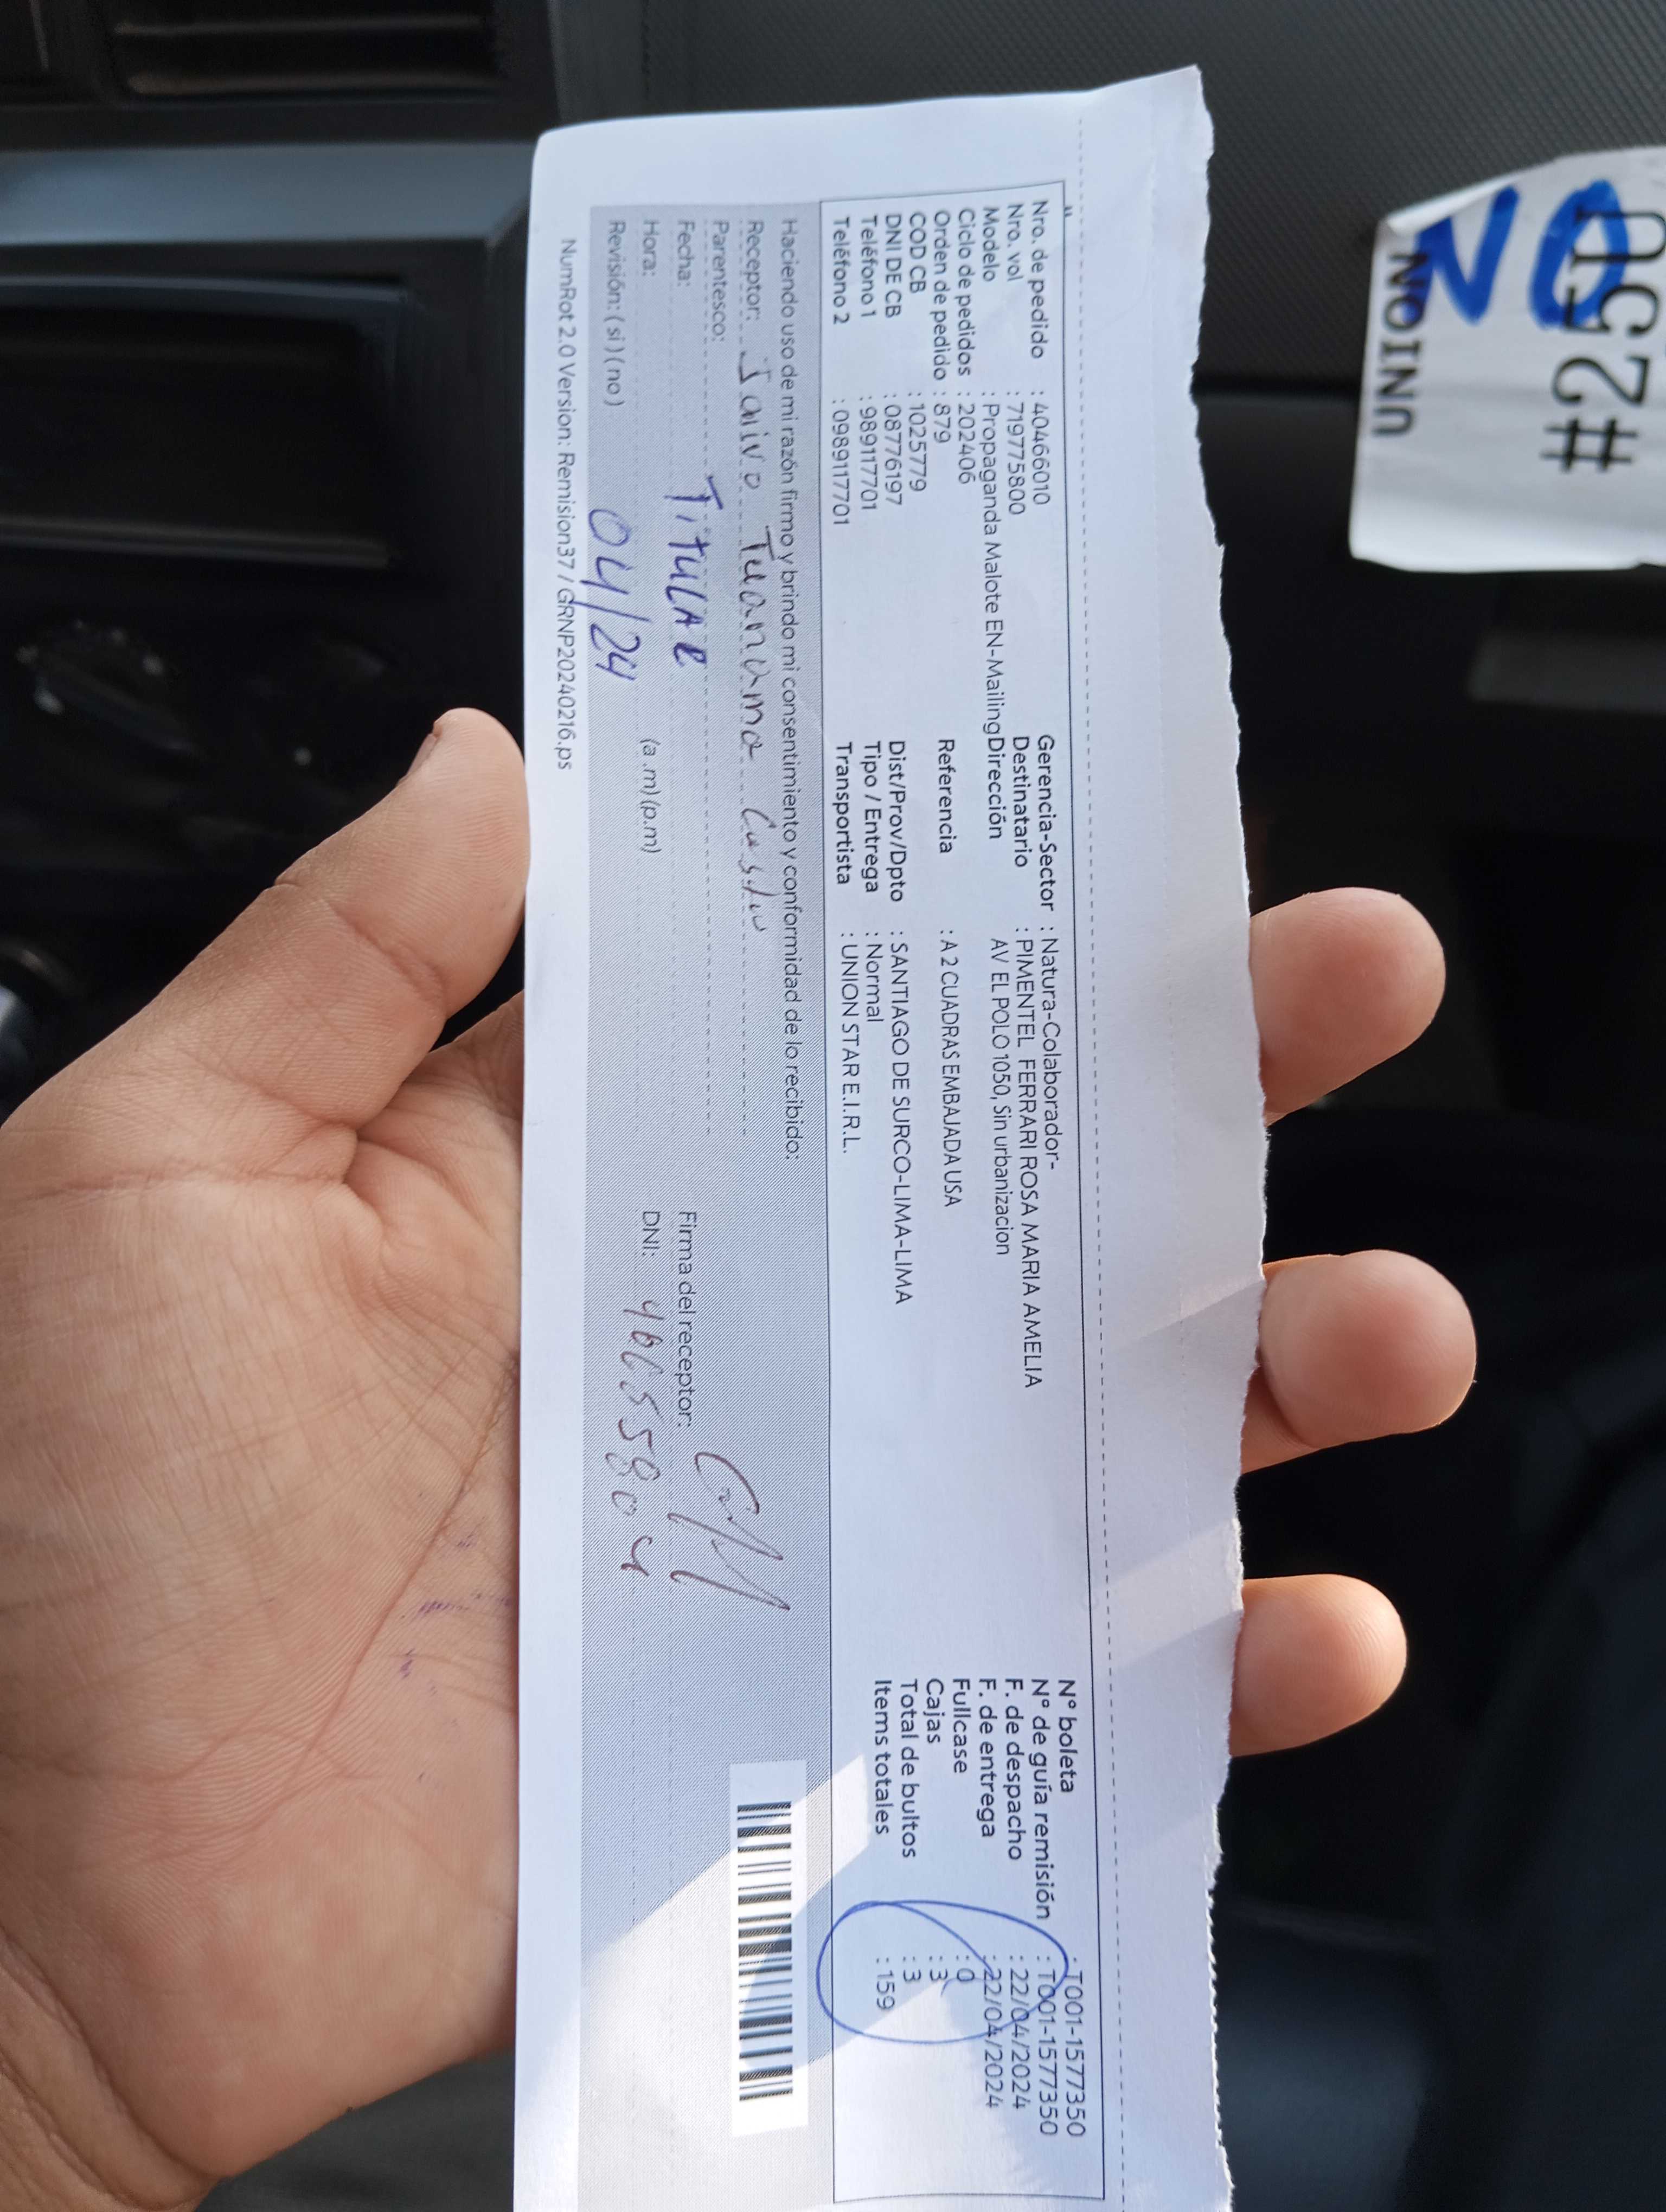 Nro. de pedido : 40466010
Nro. vol : 719775800
Modelo : Propaganda Malote EN-Mailing
Ciclo de pedidos : 202406
Orden de pedido : 879
COD CB : 1025779
DNI DE CB : 08776197
Teléfono 1 : 989117701
Teléfono 2 : 0989117701
Gerencia-Sector : Natura-Colaborador-
Destinatario : PIMENTEL FERRARI ROSA MARIA AMELIA
Dirección AV EL POLO 1050, Sin urbanizacion
Referencia : A 2 CUADRAS EMBAJADA USA
Dist/Prov/Dpto : SANTIAGO DE SURCO-LIMA-LIMA
Tipo / Entrega : Normal
Transportista : UNION STAR E.I.R.L.
N° boleta : T001-1577350
N° de guía remisión : T001-1577350
F. de despacho : 22/04/2024
F. de entrega : 22/04/2024
Fullcase : 0
Cajas : 3
Total de bultos : 3
Items totales : 159
Haciendo uso de mi razón firmo y brindo mi consentimiento y conformidad de lo recibido:
Receptor:
Parentesco: TITULAR
Fecha:
Hora: 04/24 (a .m) (p.m)
Revisión: ( si ) ( no )
Firma del receptor:
DNI:
NumRot 2.0 Version: Remision37 / GRNP20240216.ps
#2
UNION